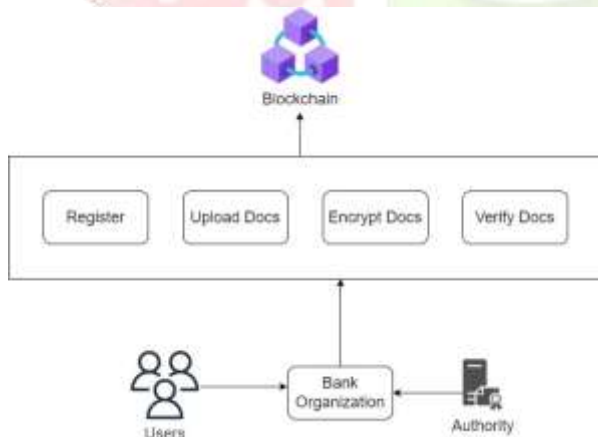 Blockchain
Register
Upload Docs
Encrypt Docs
Verify Docs
Bank
Organization
Users
Authority